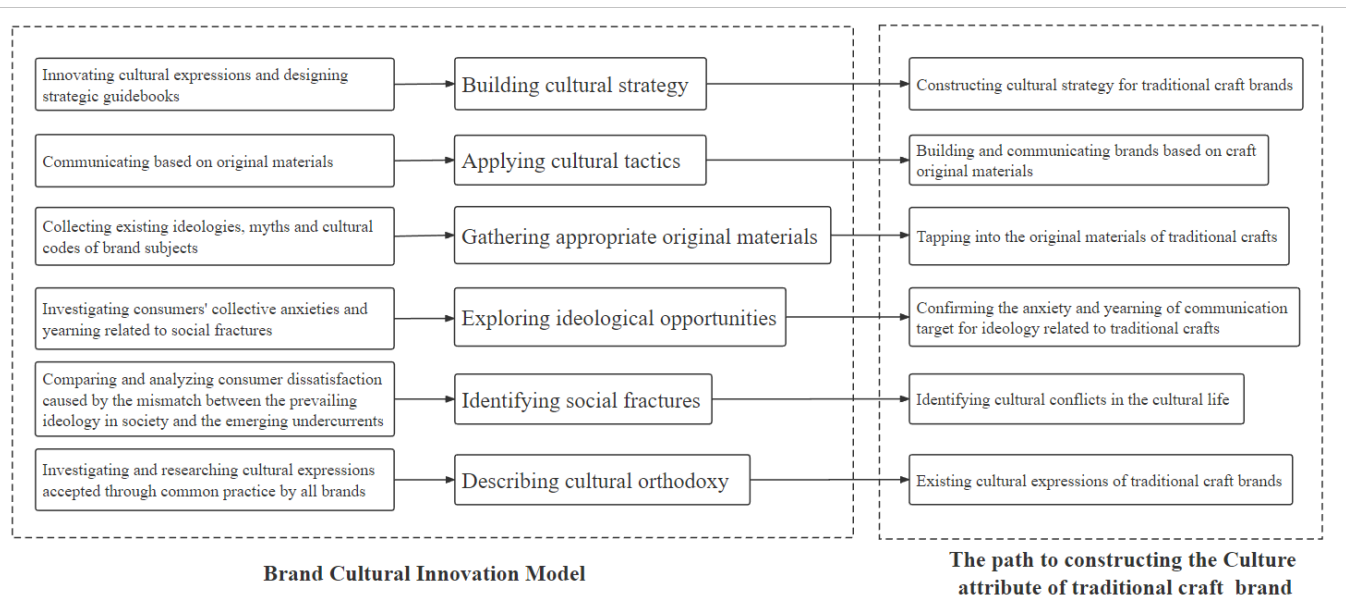 Innovating cultural expressions and designing
strategic guidebooks
Building cultural strategy
Constructing cultural strategy for traditional craft brands
Communicating based on original materials
Applying cultural tactics
Building and communicating brands based on craft
original materials
Collecting existing ideologies, myths and cultural
codes of brand subjects
Gathering appropriate original materials
Tapping into the original materials of traditional crafts
Investigating consumers' collective anxieties and
yearning related to social fractures
Exploring ideological opportunities
Confirming the anxiety and yearning of communication
target for ideology related to traditional crafts
Comparing and analyzing consumer dissatisfaction
caused by the mismatch between the prevailing
ideology in society and the emerging undercurrents
Identifying social fractures
Identifying cultural conflicts in the cultural life
Investigating and researching cultural expressions
accepted through common practice by all brands
Describing cultural orthodoxy
Existing cultural expressions of traditional craft brands
Brand Cultural Innovation Model
The path to constructing the Culture
attribute of traditional craft brand